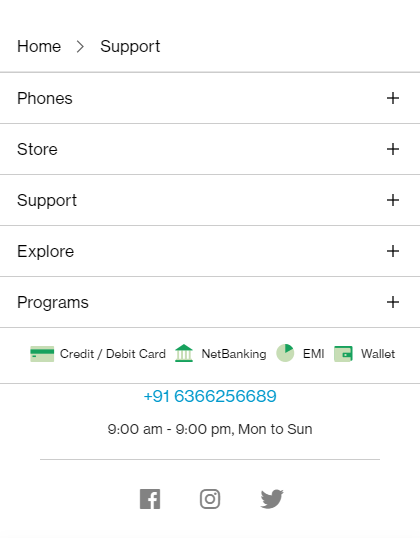 Home Support
Phones
Store
Support
Explore
Programs
Credit / Debit Card NetBanking EMI Wallet
+91 6366256689
9:00 am - 9:00 pm, Mon to Sun